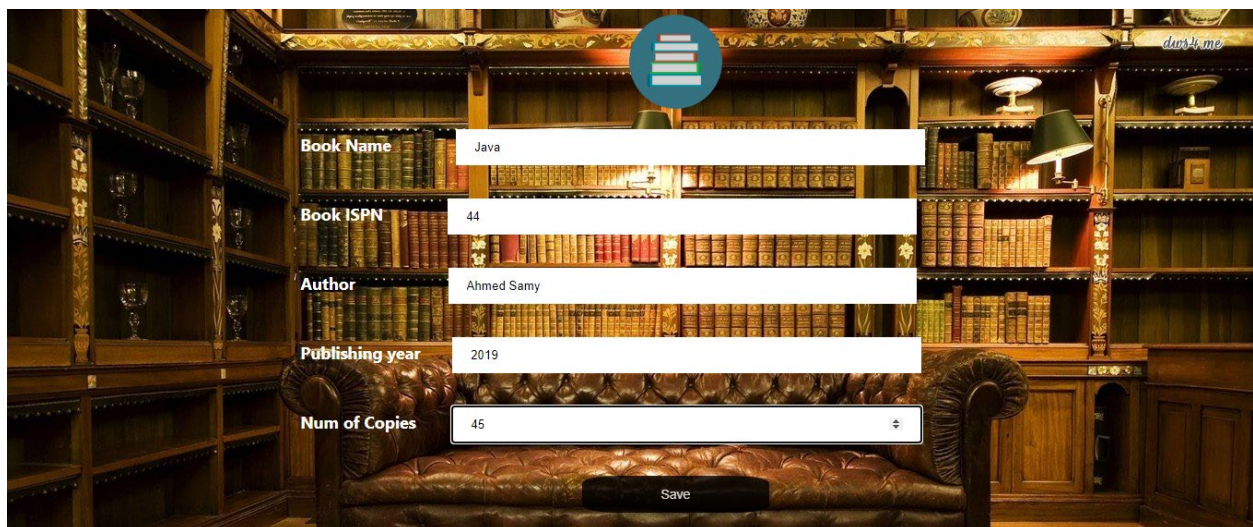 dws4.me
Book Name Java
Book ISPN 44
Author Ahmed Samy
Publishing year 2019
Num of Copies 45
Save